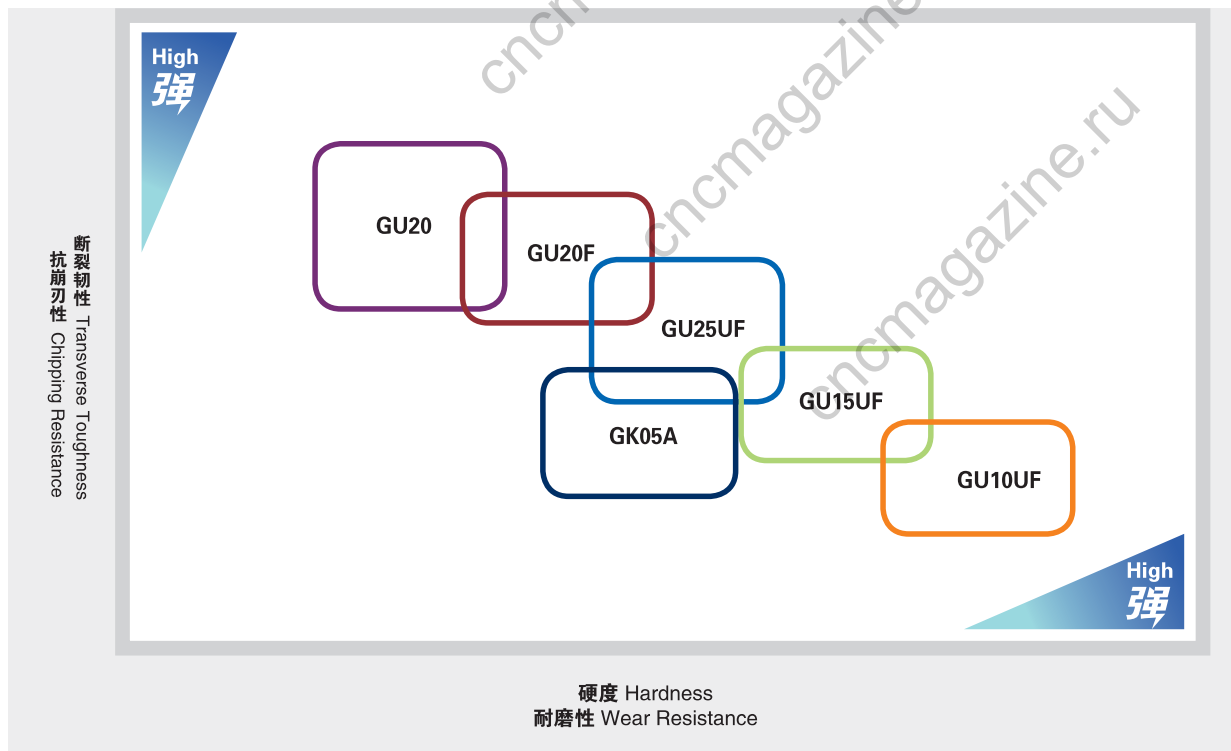 High
强
GU20
GU20F
GU25UF
GU15UF
GK05A
GU10UF
High
强
断裂韧性 Transverse Toughness
抗崩刃性 Chipping Resistance
硬度 Hardness
耐磨性 Wear Resistance
cncm
cncmagazine
cncmagazine.ru